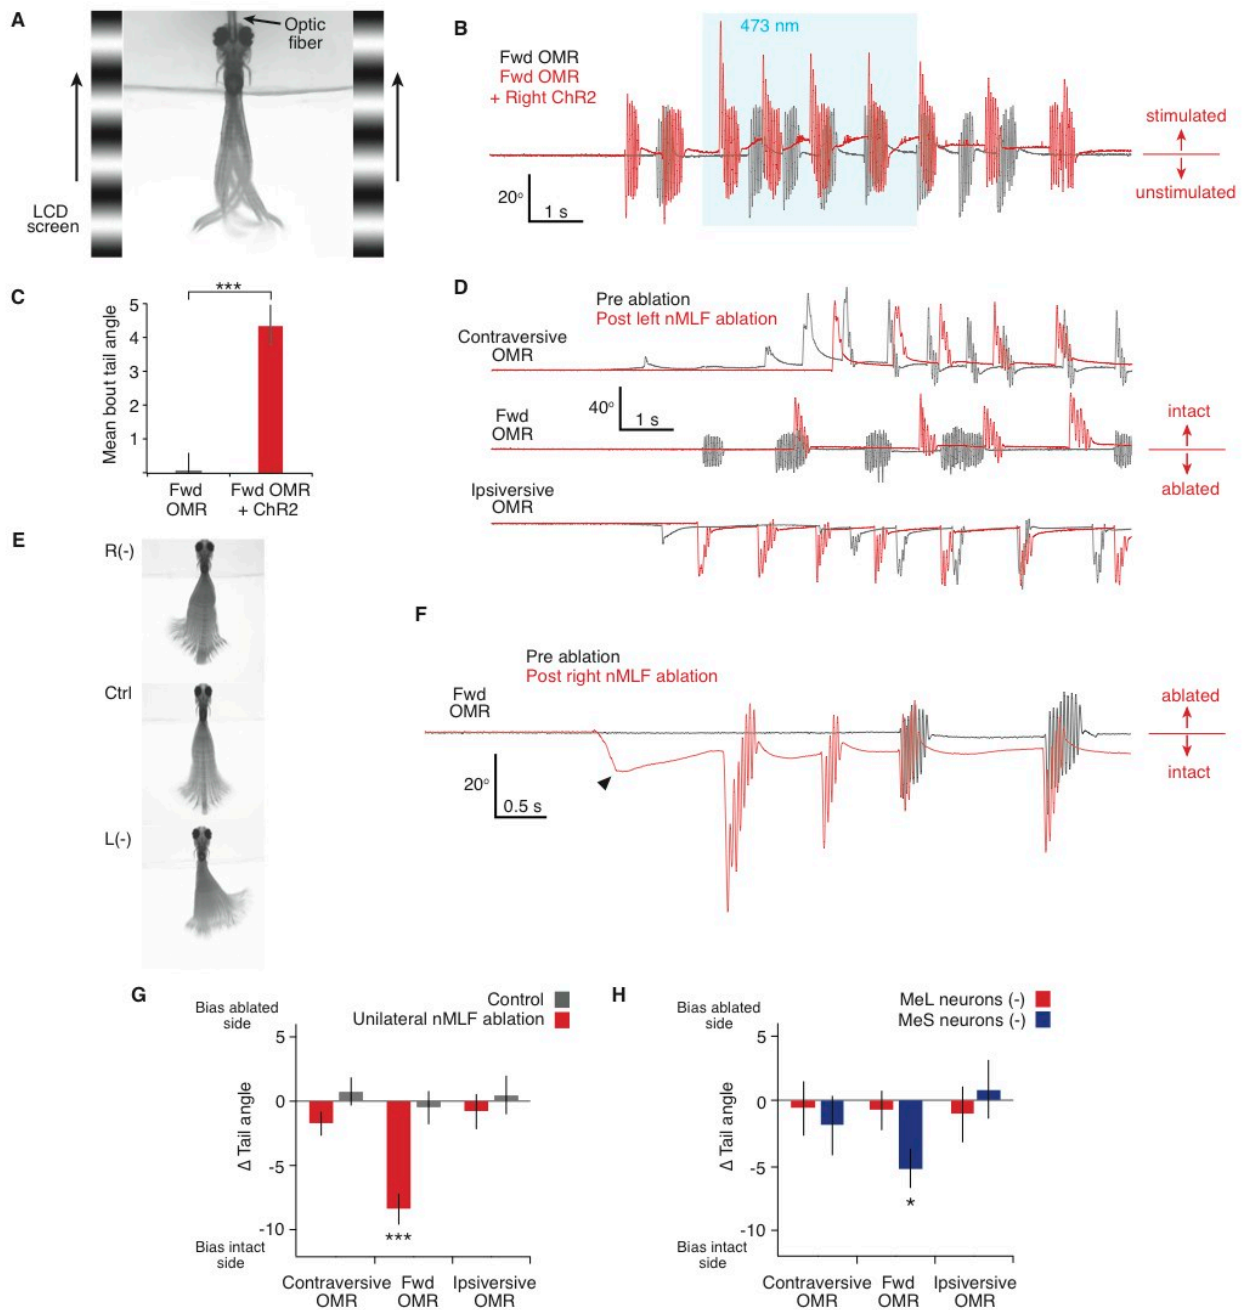 A
Optic
fiber
LCD
screen
B
473 nm
Fwd OMR
Fwd OMR
+ Right ChR2
stimulated
unstimulated
20°
1 s
C
***
Mean bout tail angle
5
4
3
2
1
Fwd
OMR
Fwd OMR
+ ChR2
D
Pre ablation
Post left nMLF ablation
Contraversive
OMR
40°
1 s
Fwd
OMR
intact
ablated
Ipsiversive
OMR
E
R(-)
Ctrl
L(-)
F
Pre ablation
Post right nMLF ablation
Fwd
OMR
ablated
intact
20°
0.5 s
G
Bias ablated
side
Control
Unilateral nMLF ablation
Δ Tail angle
5
0
-5
-10
***
Bias intact
side
Contraversive
OMR
Fwd
OMR
Ipsiversive
OMR
H
Bias ablated
side
MeL neurons (-)
MeS neurons (-)
Δ Tail angle
5
0
-5
-10
*
Bias intact
side
Contraversive
OMR
Fwd
OMR
Ipsiversive
OMR